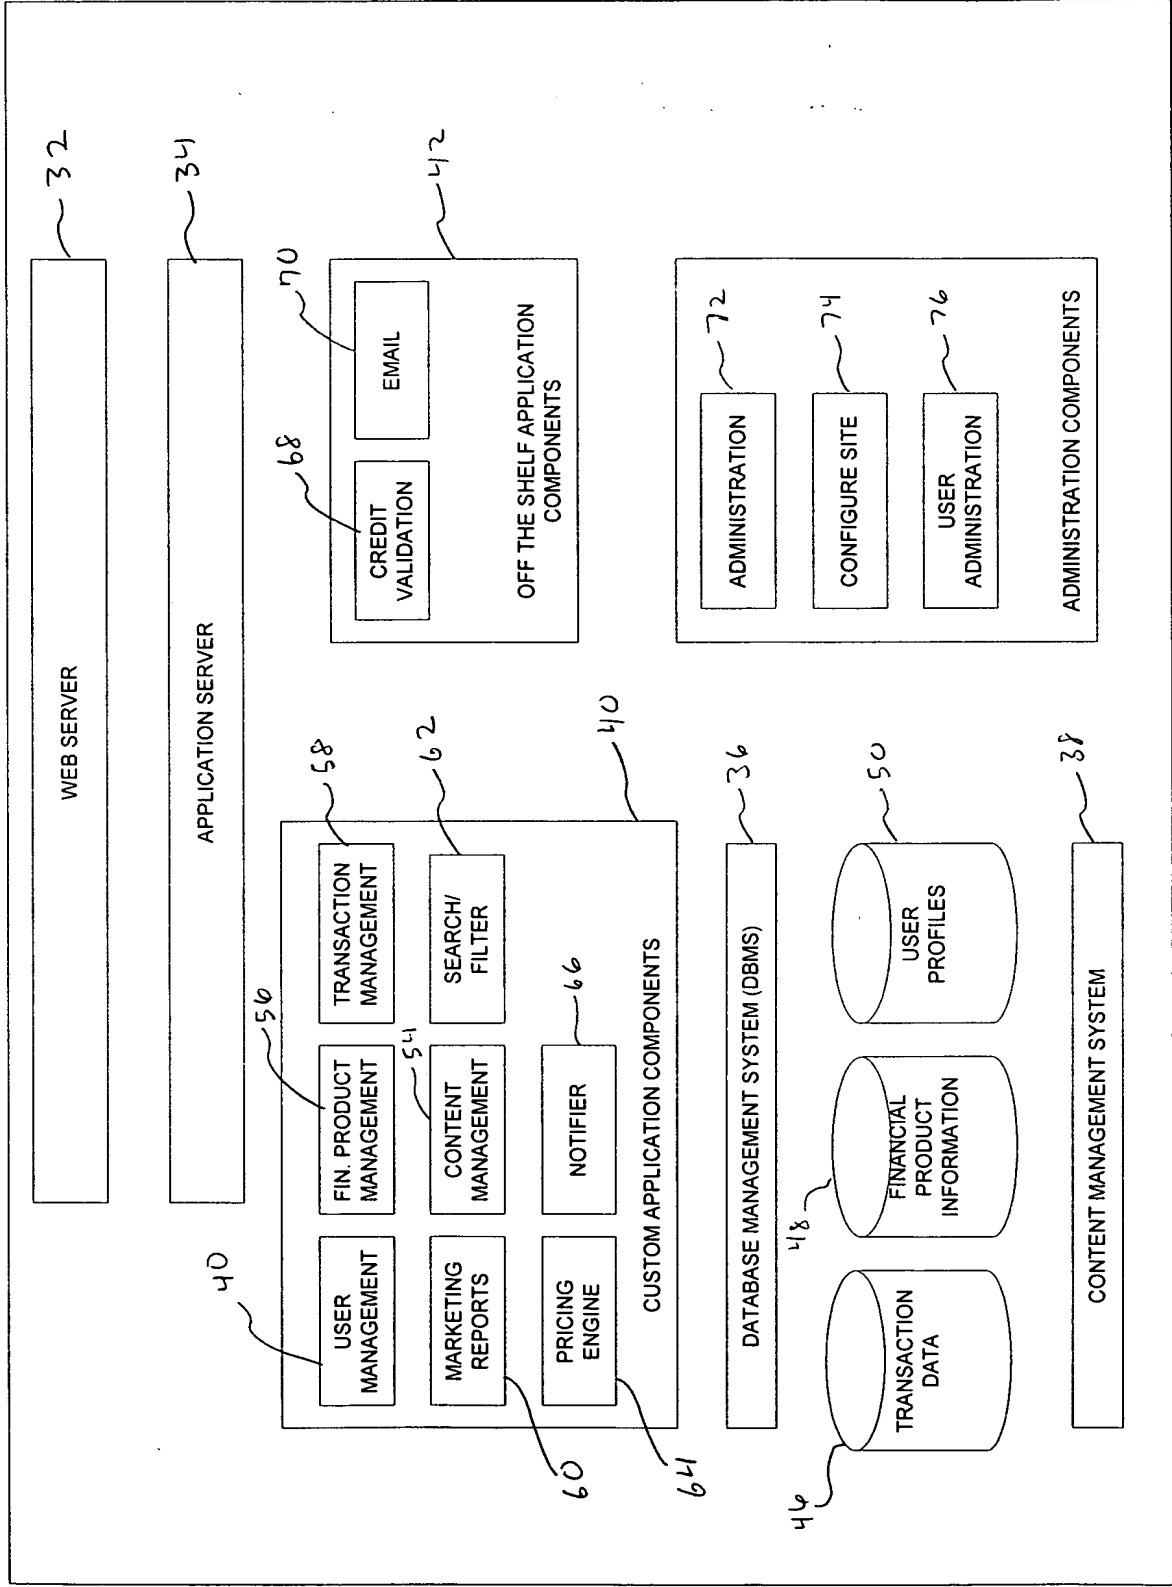 WEB SERVER
32
APPLICATION SERVER
34
40
USER
MANAGEMENT
56
FIN. PRODUCT
MANAGEMENT
58
TRANSACTION
MANAGEMENT
60
MARKETING
REPORTS
54
CONTENT
MANAGEMENT
62
SEARCH/
FILTER
64
PRICING
ENGINE
66
NOTIFIER
CUSTOM APPLICATION COMPONENTS
40
68
CREDIT
VALIDATION
70
EMAIL
OFF THE SHELF APPLICATION
COMPONENTS
42
DATABASE MANAGEMENT SYSTEM (DBMS)
36
46
TRANSACTION
DATA
48
FINANCIAL
PRODUCT
INFORMATION
50
USER
PROFILES
CONTENT MANAGEMENT SYSTEM
38
ADMINISTRATION
72
CONFIGURE SITE
74
USER
ADMINISTRATION
76
ADMINISTRATION COMPONENTS